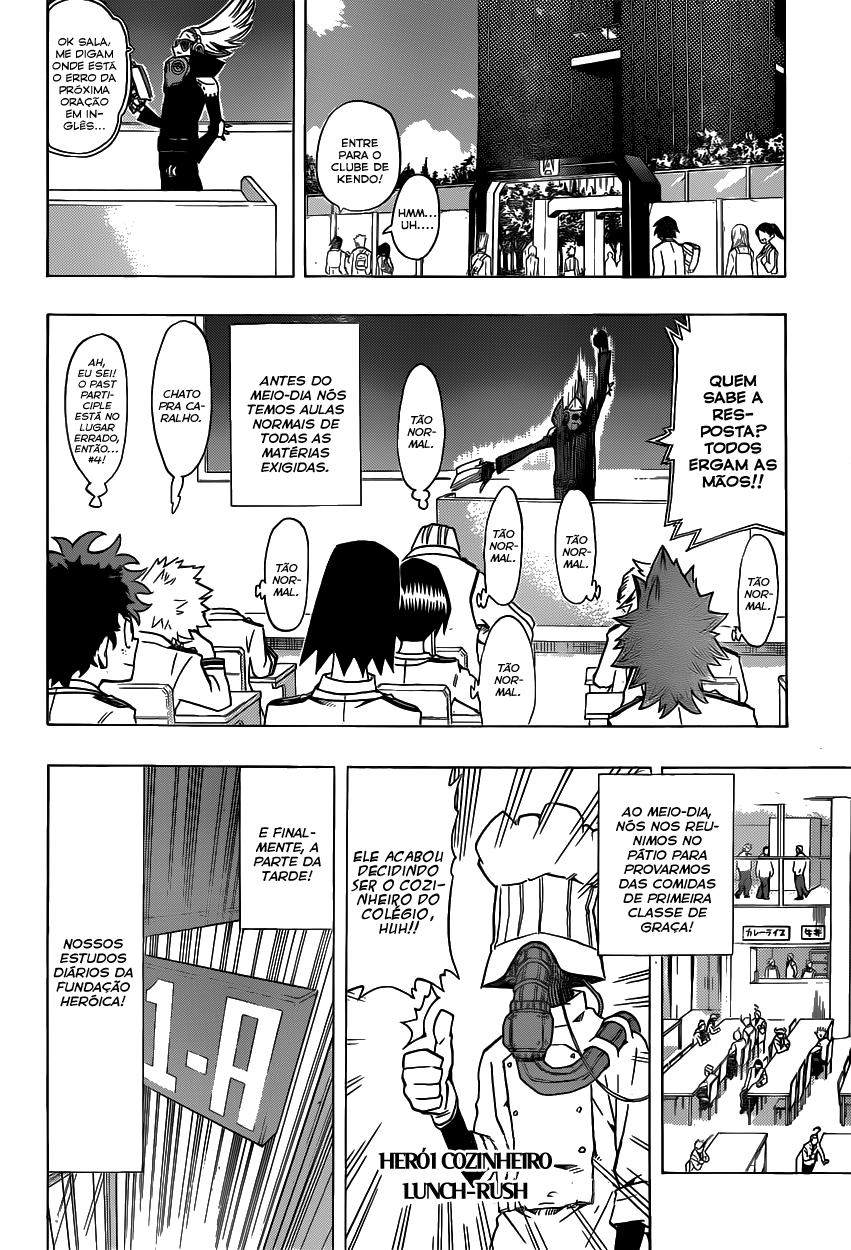 ENTRE
PARA O
CLUBE DE
KENDO!
HMM...
UH....
OK SALA,
ME DIGAM
ONDE ESTÁ
O ERRO DA
PRÓXIMA
ORAÇÃO
EM IN-
GLÊS...
QUEM
SABE A
RES-
POSTA?
TODOS
ERGAM AS
MÃOS!!
ANTES DO
MEIO-DIA NÓS
TEMOS AULAS
NORMAIS DE
TODAS AS
MATÉRIAS
EXIGIDAS.
TÃO
NOR-
MAL.
TÃO
NOR-
MAL.
TÃO
NOR-
MAL.
TÃO
NOR-
MAL.
TÃO
NOR-
MAL.
TÃO
NOR-
MAL.
CHATO
PRA CA-
RALHO.
AH,
EU SEI!
O PAST
PARTI-
CIPLE
ESTÁ NO
LUGAR
ERRADO,
ENTÃO...
#4!
AO MEIO-DIA,
NÓS NOS REU-
NIMOS NO
PÁTIO PARA
PROVARMOS
DAS COMIDAS
DE PRIMEIRA
CLASSE DE
GRAÇA!
カレーライス
牛丼
ELE ACABOU
DECIDINDO
SER O COZI-
NHEIRO DO
COLÉGIO,
HUH!!
HERÓI COZINHEIRO
LUNCH-RUSH
E FINAL-
MENTE, A
PARTE DA
TARDE!
1-A
NOSSOS
ESTUDOS
DIÁRIOS DA
FUNDAÇÃO
HERÓICA!